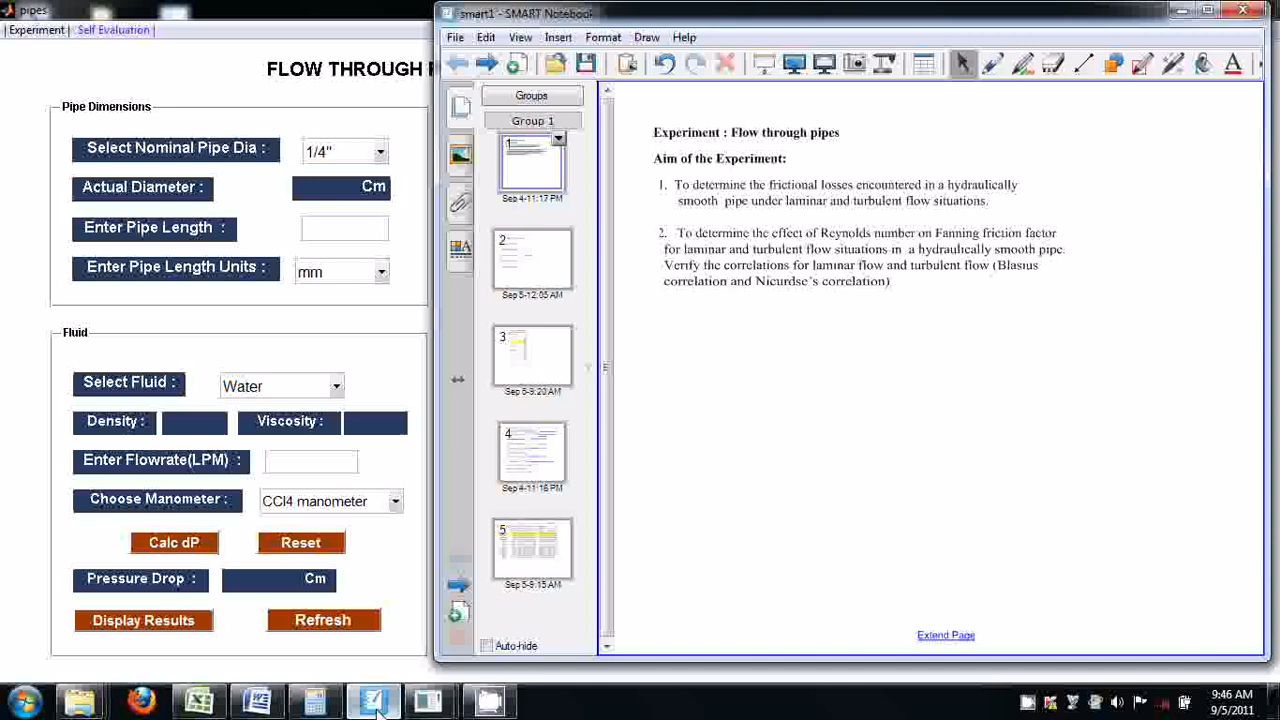 pipes
Experiment Self Evaluation
FLOW THROUGH
Pipe Dimensions
Select Nominal Pipe Dia : 1/4"
Actual Diameter : Cm
Enter Pipe Length :
Enter Pipe Length Units : mm
Fluid
Select Fluid : Water
Density : Viscosity :
Enter Flowrate(LPM) :
Choose Manometer : CCl4 manometer
Calc dP Reset
Pressure Drop : Cm
Display Results Refresh
smart1 - SMART Notebook
File Edit View Insert Format Draw Help
Groups
Group 1
1
Sep 4-11:17 PM
2
Sep 5-12:05 AM
3
Sep 5-9:20 AM
4
Sep 4-11:16 PM
5
Sep 5-9:15 AM
Auto-hide
Experiment : Flow through pipes
Aim of the Experiment:
1. To determine the frictional losses encountered in a hydraulically
smooth pipe under laminar and turbulent flow situations.
2. To determine the effect of Reynolds number on Fanning friction factor
for laminar and turbulent flow situations in a hydraulically smooth pipe.
Verify the correlations for laminar flow and turbulent flow (Blasius
correlation and Nicurdse's correlation)
Extend Page
9:46 AM
9/5/2011